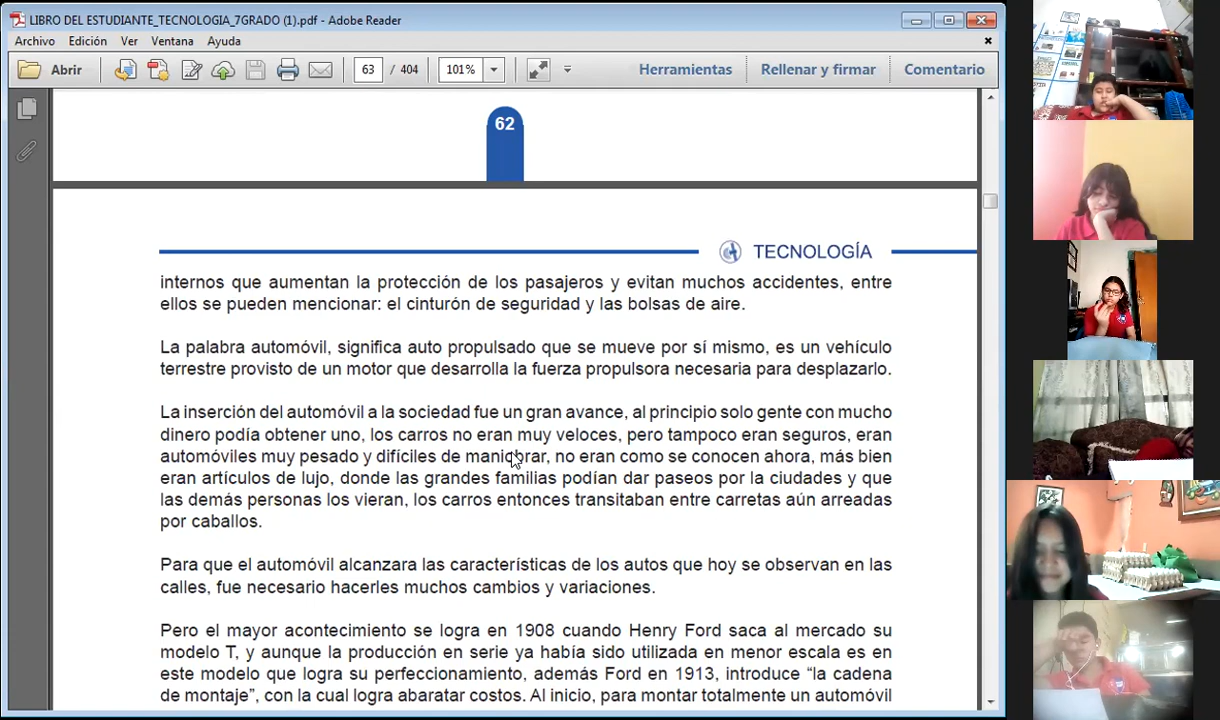 LIBRO DEL ESTUDIANTE_TECNOLOGIA_7GRADO (1).pdf - Adobe Reader
Archivo Edición Ver Ventana Ayuda
Abrir 63 / 404 101% Herramientas Rellenar y firmar Comentario
62
TECNOLOGÍA
internos que aumentan la protección de los pasajeros y evitan muchos accidentes, entre
ellos se pueden mencionar: el cinturón de seguridad y las bolsas de aire.
La palabra automóvil, significa auto propulsado que se mueve por sí mismo, es un vehículo
terrestre provisto de un motor que desarrolla la fuerza propulsora necesaria para desplazarlo.
La inserción del automóvil a la sociedad fue un gran avance, al principio solo gente con mucho
dinero podía obtener uno, los carros no eran muy veloces, pero tampoco eran seguros, eran
automóviles muy pesado y difíciles de maniobrar, no eran como se conocen ahora, más bien
eran artículos de lujo, donde las grandes familias podían dar paseos por la ciudades y que
las demás personas los vieran, los carros entonces transitaban entre carretas aún arreadas
por caballos.
Para que el automóvil alcanzara las características de los autos que hoy se observan en las
calles, fue necesario hacerles muchos cambios y variaciones.
Pero el mayor acontecimiento se logra en 1908 cuando Henry Ford saca al mercado su
modelo T, y aunque la producción en serie ya había sido utilizada en menor escala es en
este modelo que logra su perfeccionamiento, además Ford en 1913, introduce “la cadena
de montaje”, con la cual logra abaratar costos. Al inicio, para montar totalmente un automóvil